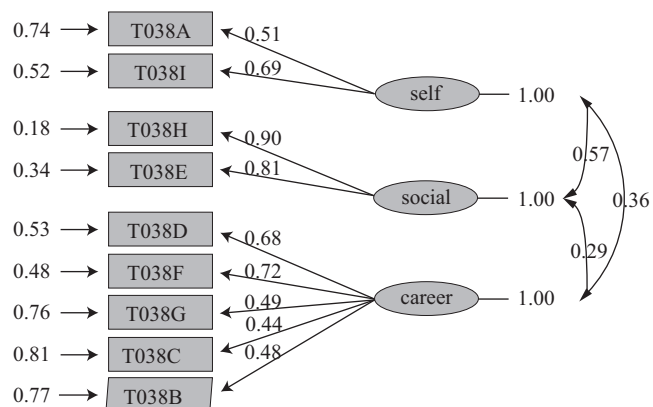 0.74 T038A 0.51
0.52 T038I 0.69
self 1.00
0.18 T038H 0.90
0.57
0.34 T038E 0.81
social 1.00 0.36
0.53 T038D 0.68
0.29
0.48 T038F 0.72
career 1.00
0.76 T038G 0.49
0.44
0.81 T038C 0.48
0.77 T038B